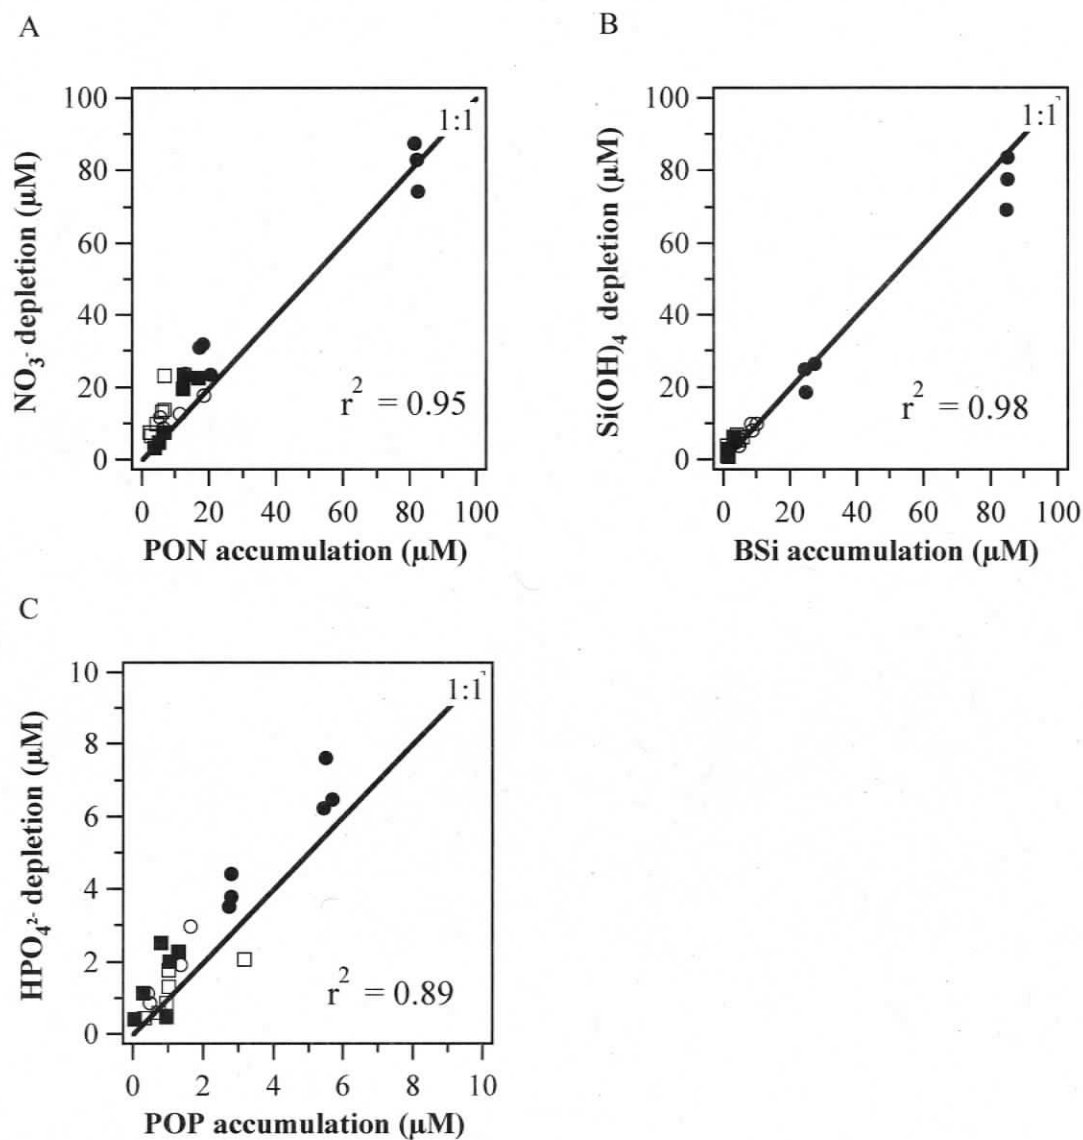 A
100
80
60
40
20
0
NO3- depletion (µM)
1:1
r2 = 0.95
0 20 40 60 80 100
PON accumulation (µM)
B
100
80
60
40
20
0
Si(OH)4 depletion (µM)
1:1
r2 = 0.98
0 20 40 60 80 100
BSi accumulation (µM)
C
10
8
6
4
2
0
HPO42- depletion (µM)
1:1
r2 = 0.89
0 2 4 6 8 10
POP accumulation (µM)